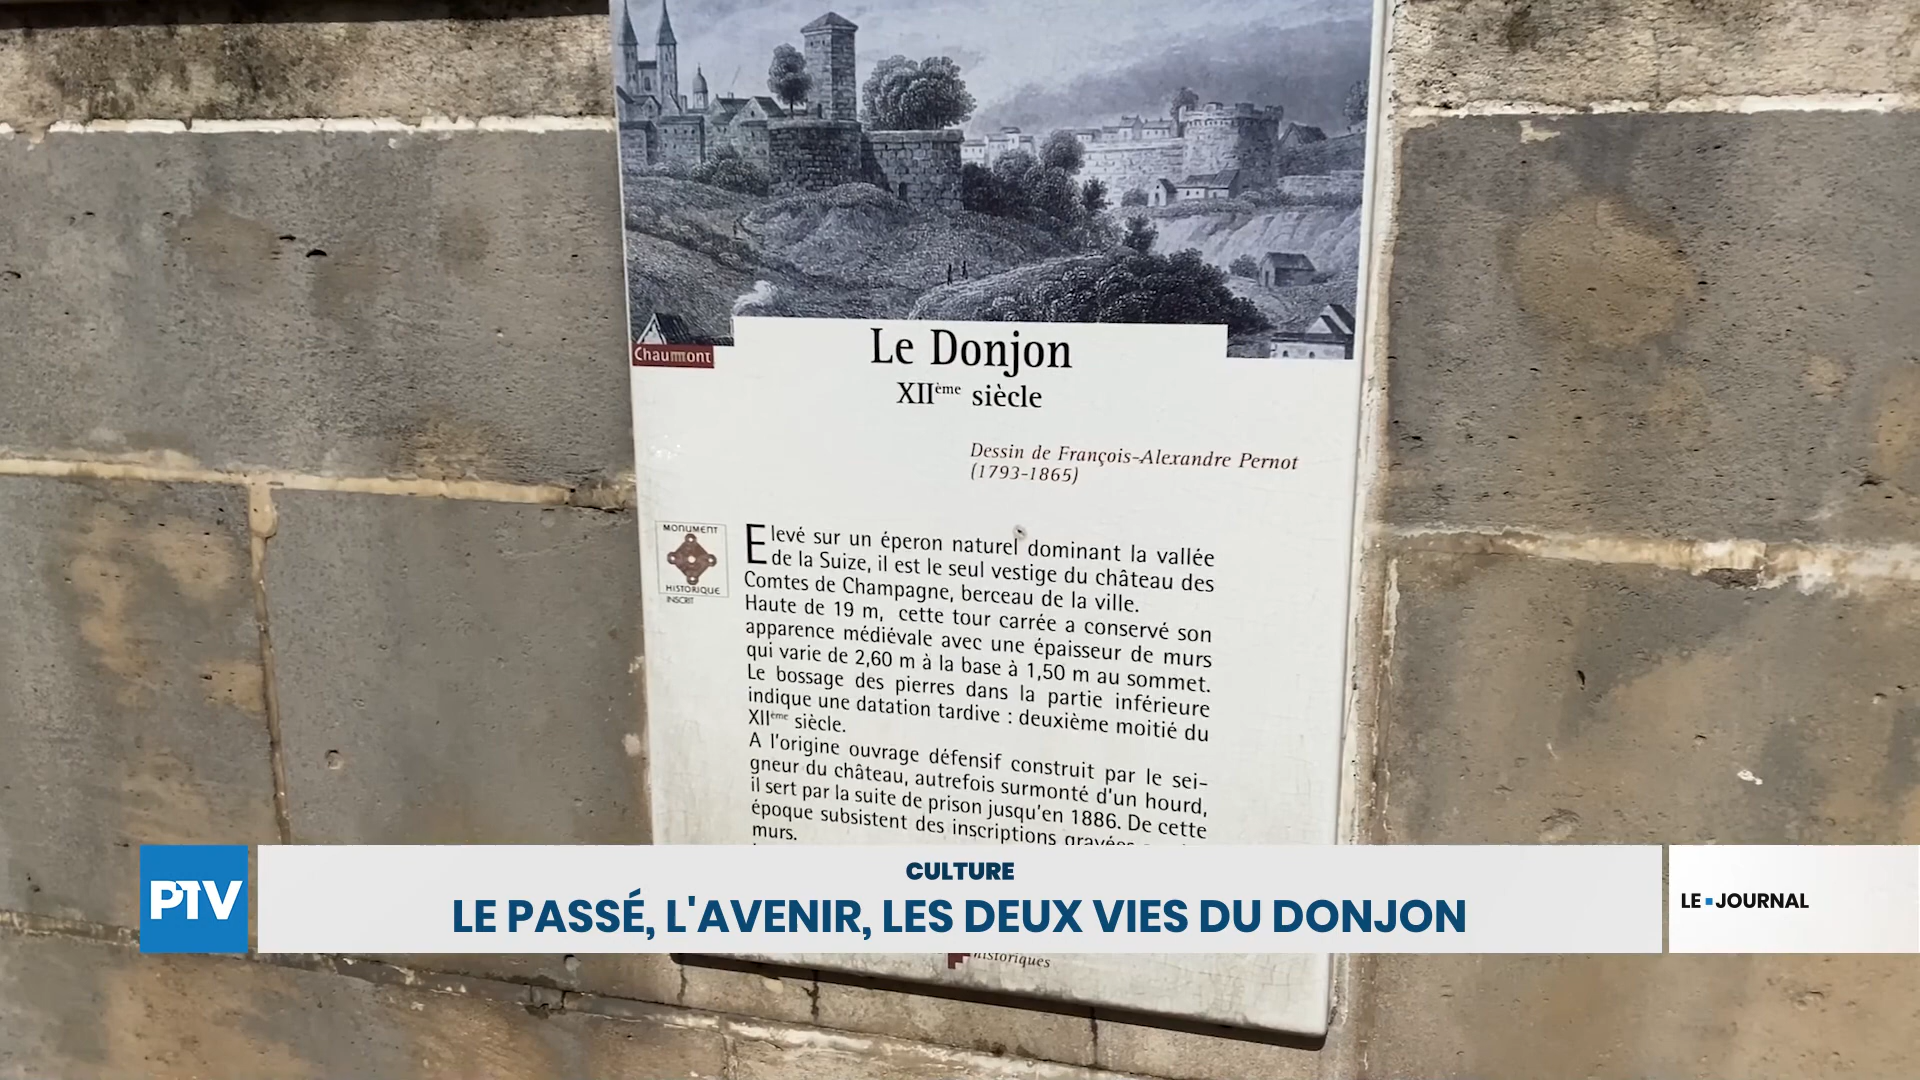 Chaumont
Le Donjon
XIIème siècle
Dessin de François-Alexandre Pernot
(1793-1865)
MONUMENT
HISTORIQUE
INSCRIT
Elevé sur un éperon naturel dominant la vallée
de la Suize, il est le seul vestige du château des
Comtes de Champagne, berceau de la ville.
Haute de 19 m, cette tour carrée a conservé son
apparence médiévale avec une épaisseur de murs
qui varie de 2,60 m à la base à 1,50 m au sommet.
Le bossage des pierres dans la partie inférieure
indique une datation tardive : deuxième moitié du
XIIème siècle.
A l'origine ouvrage défensif construit par le sei-
gneur du château, autrefois surmonté d'un hourd,
il sert par la suite de prison jusqu'en 1886. De cette
époque subsistent des inscriptions gravées
murs.
PTV
CULTURE
LE PASSÉ, L'AVENIR, LES DEUX VIES DU DONJON
LE JOURNAL
historiques